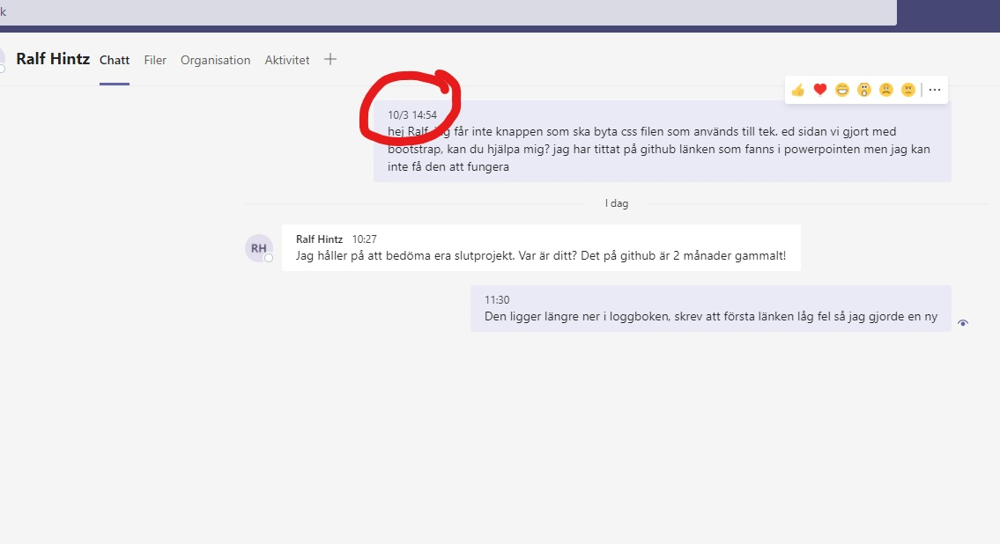 k
Ralf Hintz Chatt Filer Organisation Aktivitet
10/3 14:54
hej Ralf får inte knappen som ska byta css filen som används till tek. ed sidan vi gjort med
bootstrap, kan du hjälpa mig? jag har tittat på github länken som fanns i powerpointen men jag kan
inte få den att fungera
I dag
RH
Ralf Hintz 10:27
Jag håller på att bedöma era slutprojekt. Var är ditt? Det på github är 2 månader gammalt!
11:30
Den ligger längre ner i loggboken, skrev att första länken låg fel så jag gjorde en ny